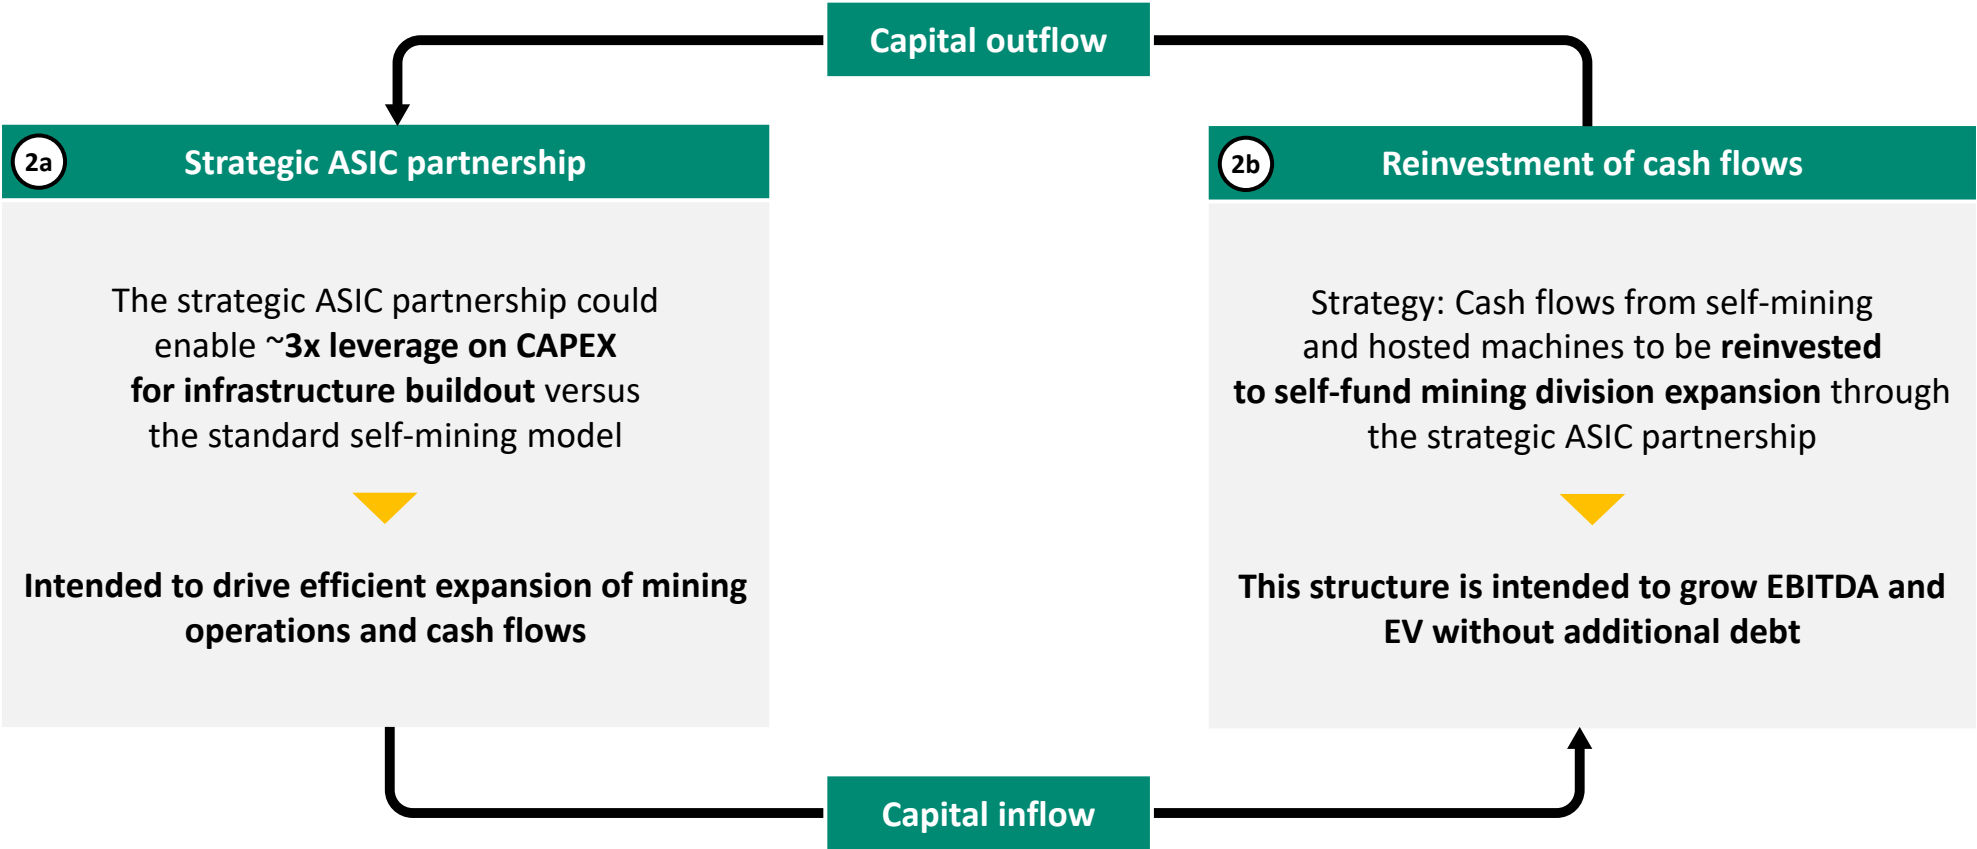 Capital outflow
2a
Strategic ASIC partnership
The strategic ASIC partnership could
enable ~3x leverage on CAPEX
for infrastructure buildout versus
the standard self-mining model
Intended to drive efficient expansion of mining
operations and cash flows
2b
Reinvestment of cash flows
Strategy: Cash flows from self-mining
and hosted machines to be reinvested
to self-fund mining division expansion through
the strategic ASIC partnership
This structure is intended to grow EBITDA and
EV without additional debt
Capital inflow